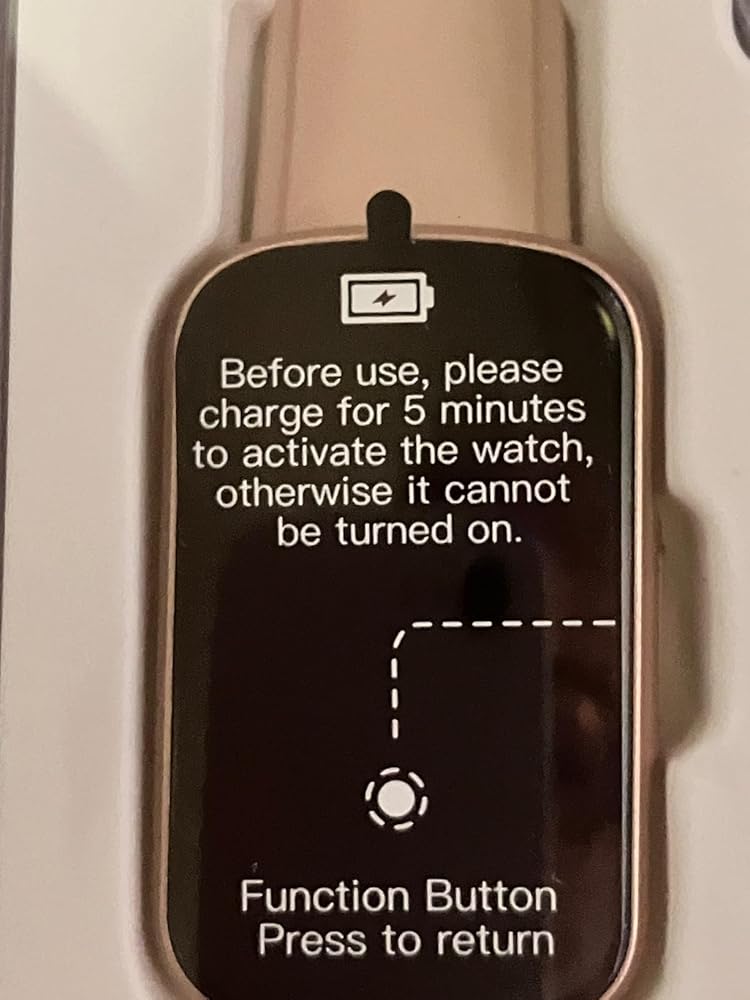 Before use, please
charge for 5 minutes
to activate the watch,
otherwise it cannot
be turned on.
Function Button
Press to return